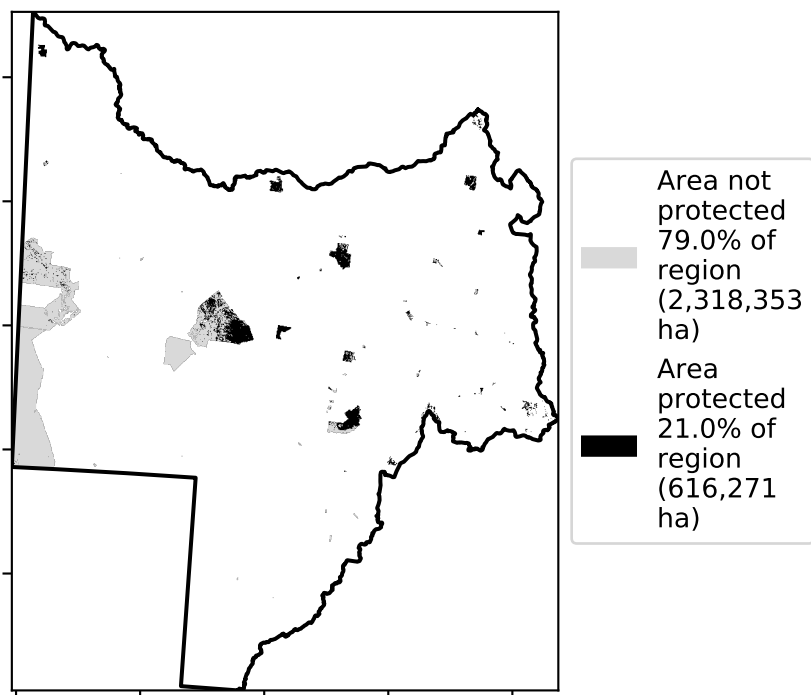 Area not
protected
79.0% of
region
(2,318,353
ha)
Area
protected
21.0% of
region
(616,271
ha)